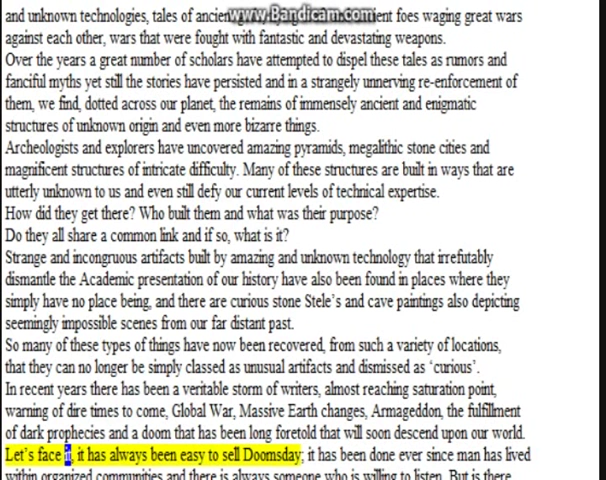 www.Bandicam.com
and unknown technologies, tales of ancient foes waging great wars
against each other, wars that were fought with fantastic and devastating weapons.
Over the years a great number of scholars have attempted to dispel these tales as rumors and
fanciful myths yet still the stories have persisted and in a strangely unnerving re-enforcement of
them, we find, dotted across our planet, the remains of immensely ancient and enigmatic
structures of unknown origin and even more bizarre things.
Archeologists and explorers have uncovered amazing pyramids, megalithic stone cities and
magnificent structures of intricate difficulty. Many of these structures are built in ways that are
utterly unknown to us and even still defy our current levels of technical expertise.
How did they get there? Who built them and what was their purpose?
Do they all share a common link and if so, what is it?
Strange and incongruous artifacts built by amazing and unknown technology that irrefutably
dismantle the Academic presentation of our history have also been found in places where they
simply have no place being, and there are curious stone Stele’s and cave paintings also depicting
seemingly impossible scenes from our far distant past.
So many of these types of things have now been recovered, from such a variety of locations,
that they can no longer be simply classed as unusual artifacts and dismissed as ‘curious’.
In recent years there has been a veritable storm of writers, almost reaching saturation point,
warning of dire times to come, Global War, Massive Earth changes, Armageddon, the fulfillment
of dark prophecies and a doom that has been long foretold that will soon descend upon our world.
Let’s face it, it has always been easy to sell Doomsday; it has been done ever since man has lived
within organized communities and there is always someone who is willing to listen. But is there